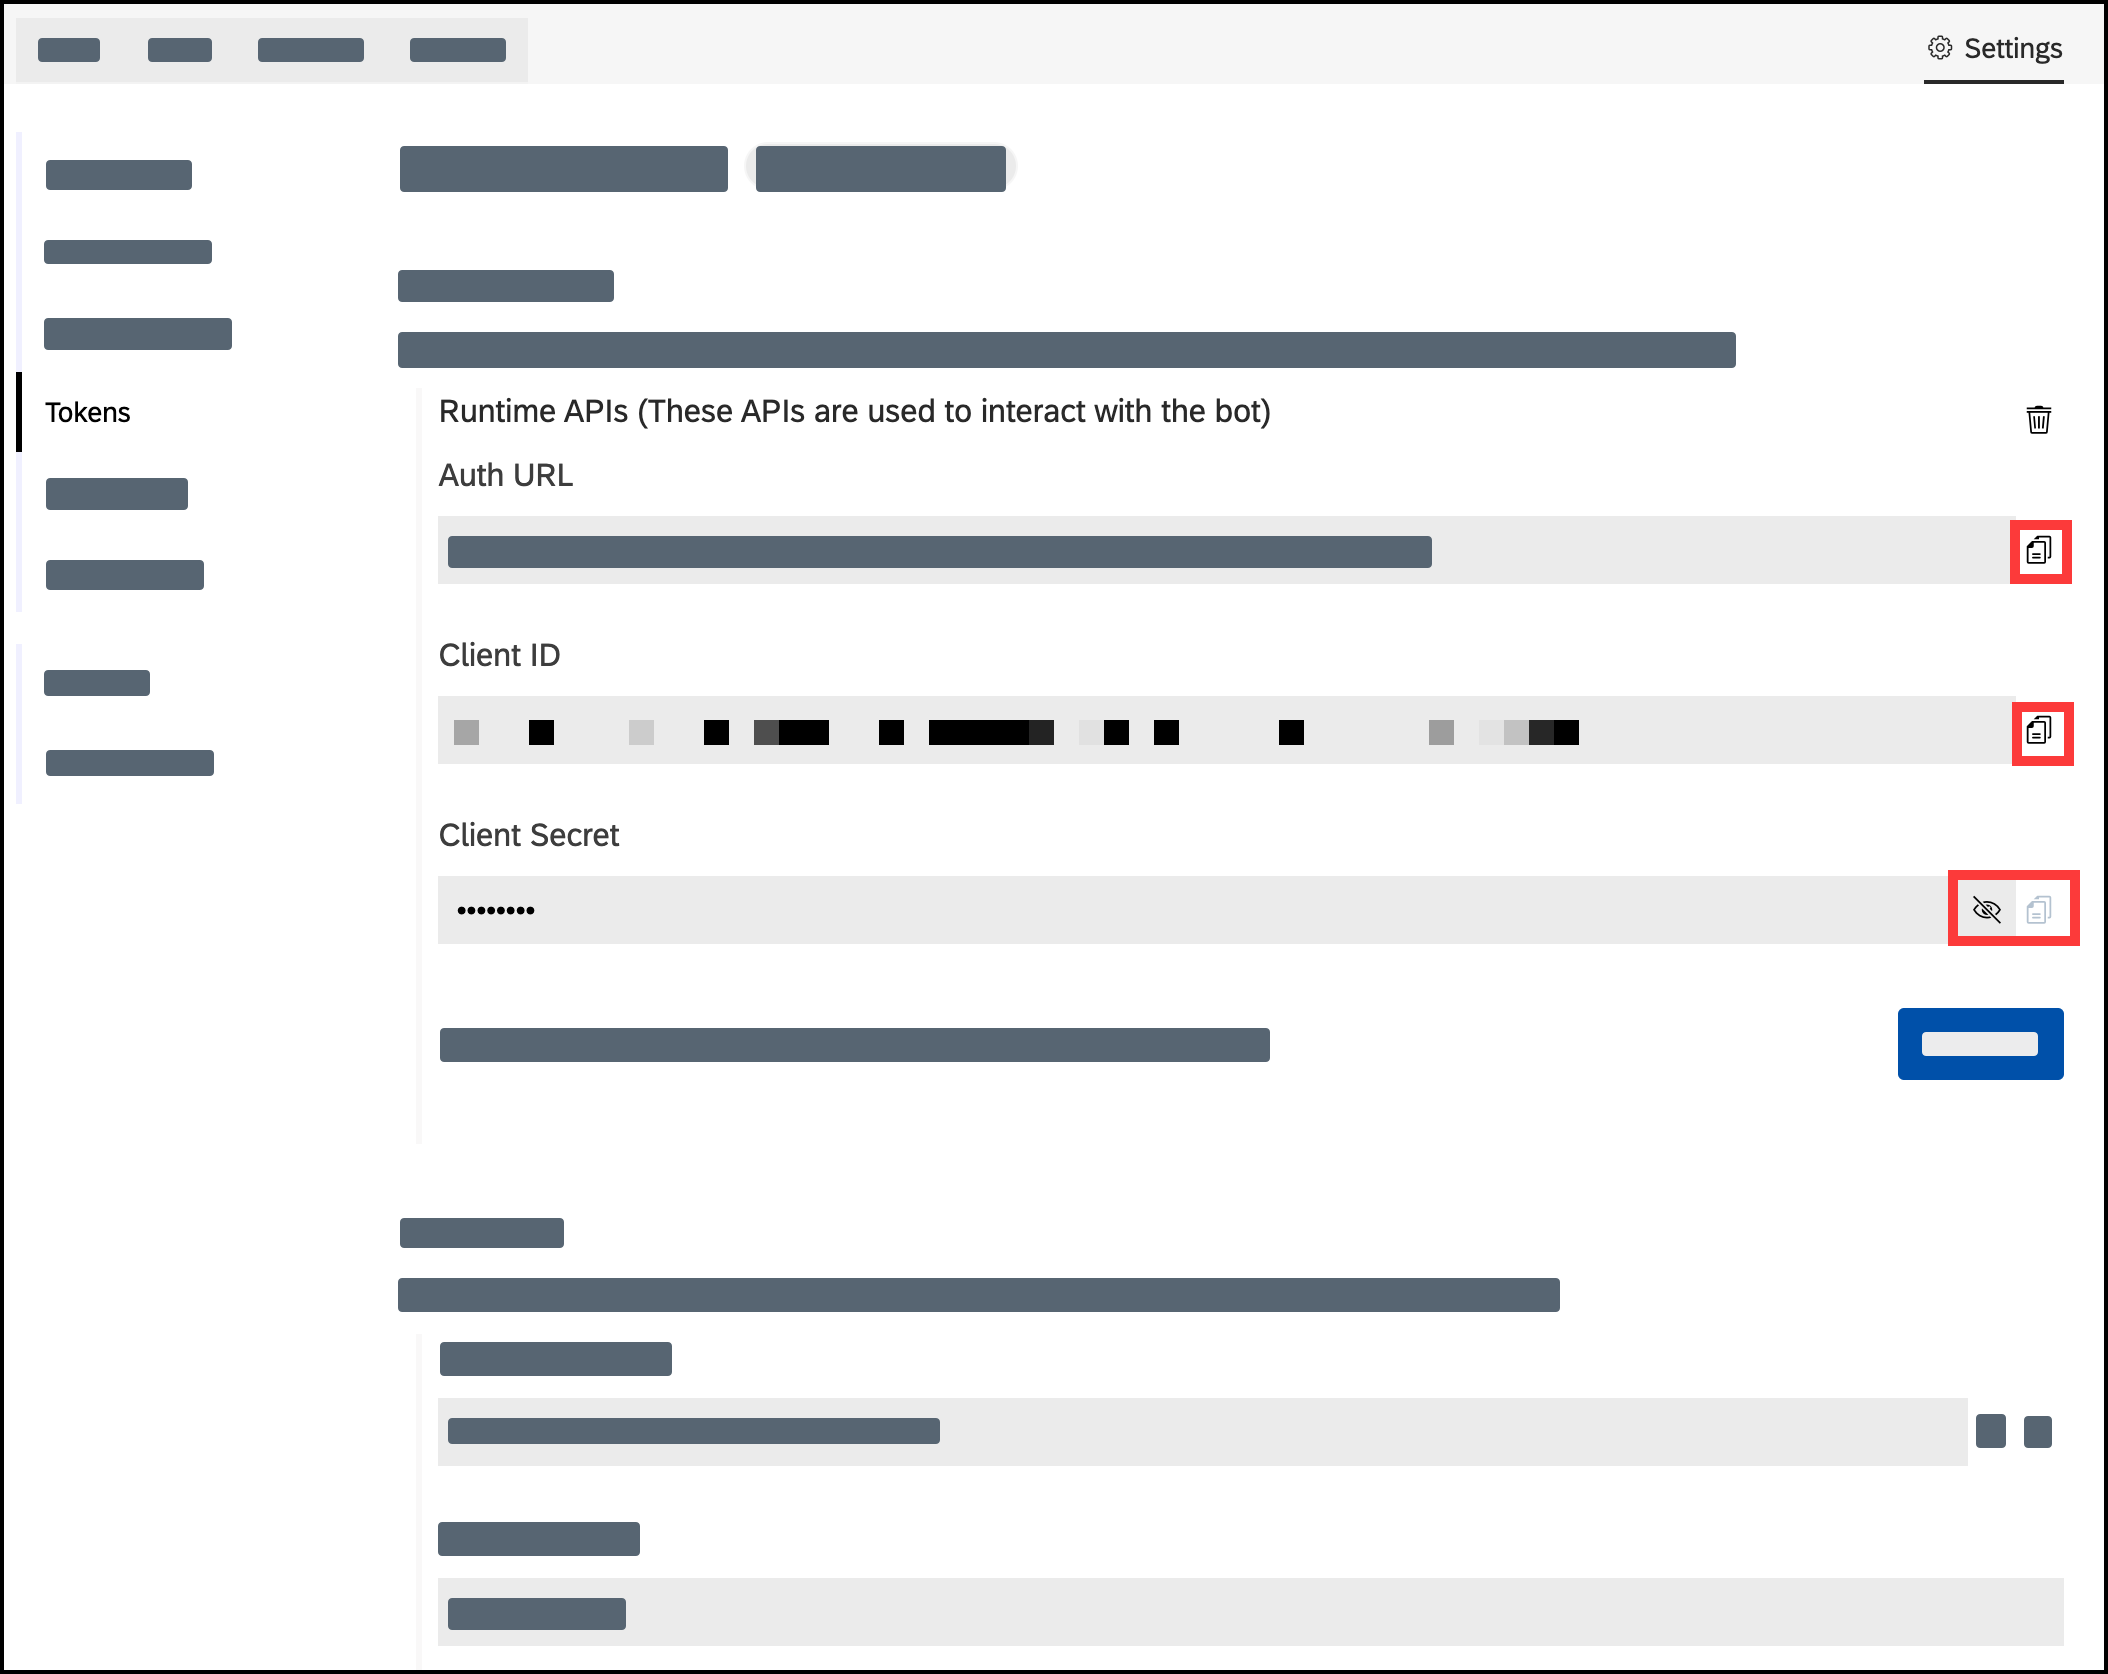 Settings
Tokens
Runtime APIs (These APIs are used to interact with the bot)
Auth URL
Client ID
Client Secret
••••••••